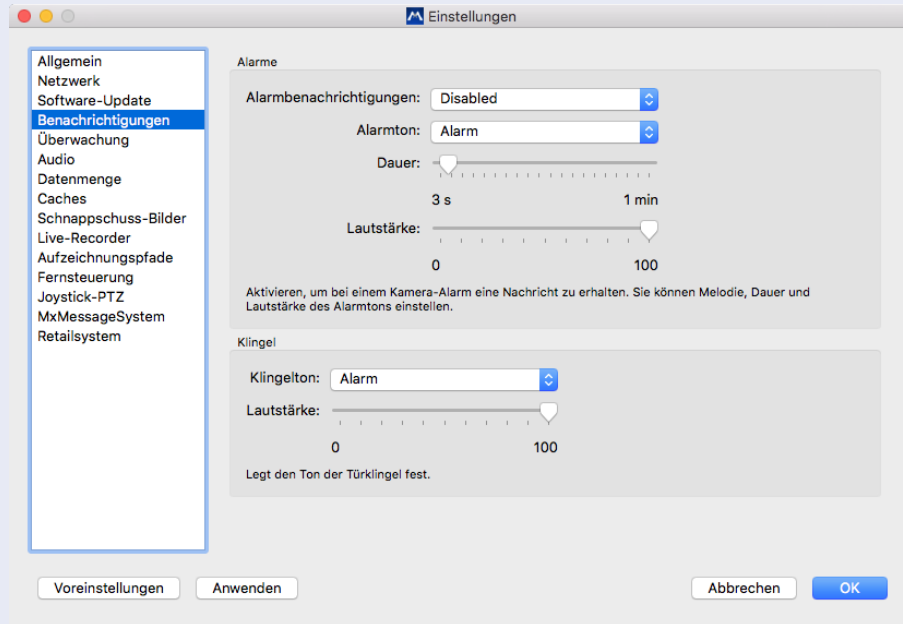 Einstellungen
Allgemein
Netzwerk
Software-Update
Benachrichtigungen
Überwachung
Audio
Datenmenge
Caches
Schnappschuss-Bilder
Live-Recorder
Aufzeichnungspfade
Fernsteuerung
Joystick-PTZ
MxMessageSystem
Retailsystem
Alarme
Alarmbenachrichtigungen: Disabled
Alarmton: Alarm
Dauer:
3 s 1 min
Lautstärke:
0 100
Aktivieren, um bei einem Kamera-Alarm eine Nachricht zu erhalten. Sie können Melodie, Dauer und
Lautstärke des Alarmtons einstellen.
Klingel
Klingelton: Alarm
Lautstärke:
0 100
Legt den Ton der Türklingel fest.
Voreinstellungen Anwenden Abbrechen OK